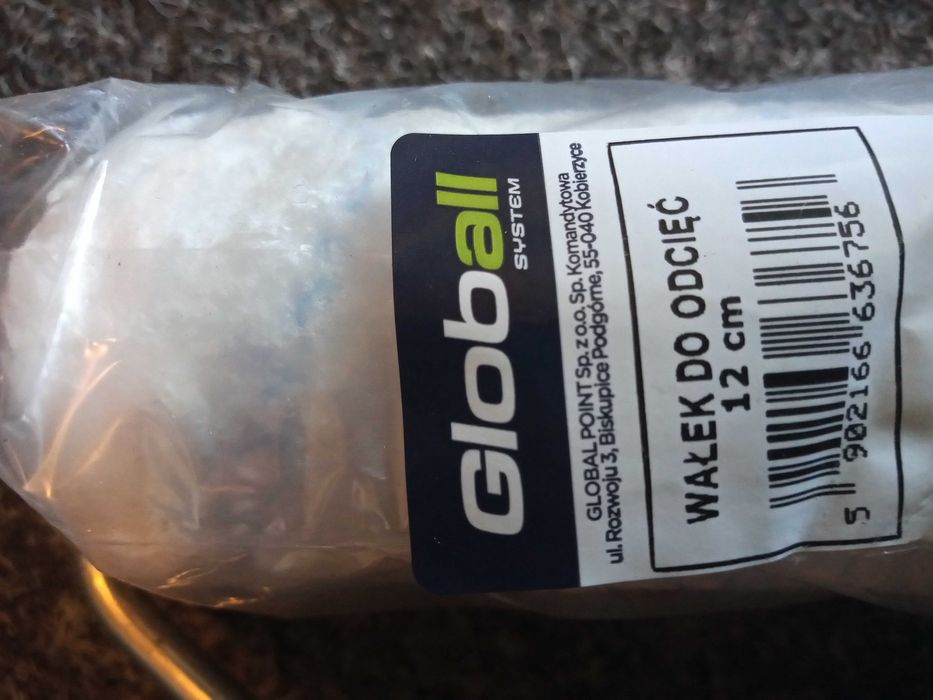 Globall
SYSTEM
GLOBAL POINT Sp. z o.o. Sp. Komandytowa
ul. Rozwoju 3, Biskupice Podgórne, 55-040 Kobierzyce
WAŁEK DO ODCIĘĆ
12 cm
5 902166 636756